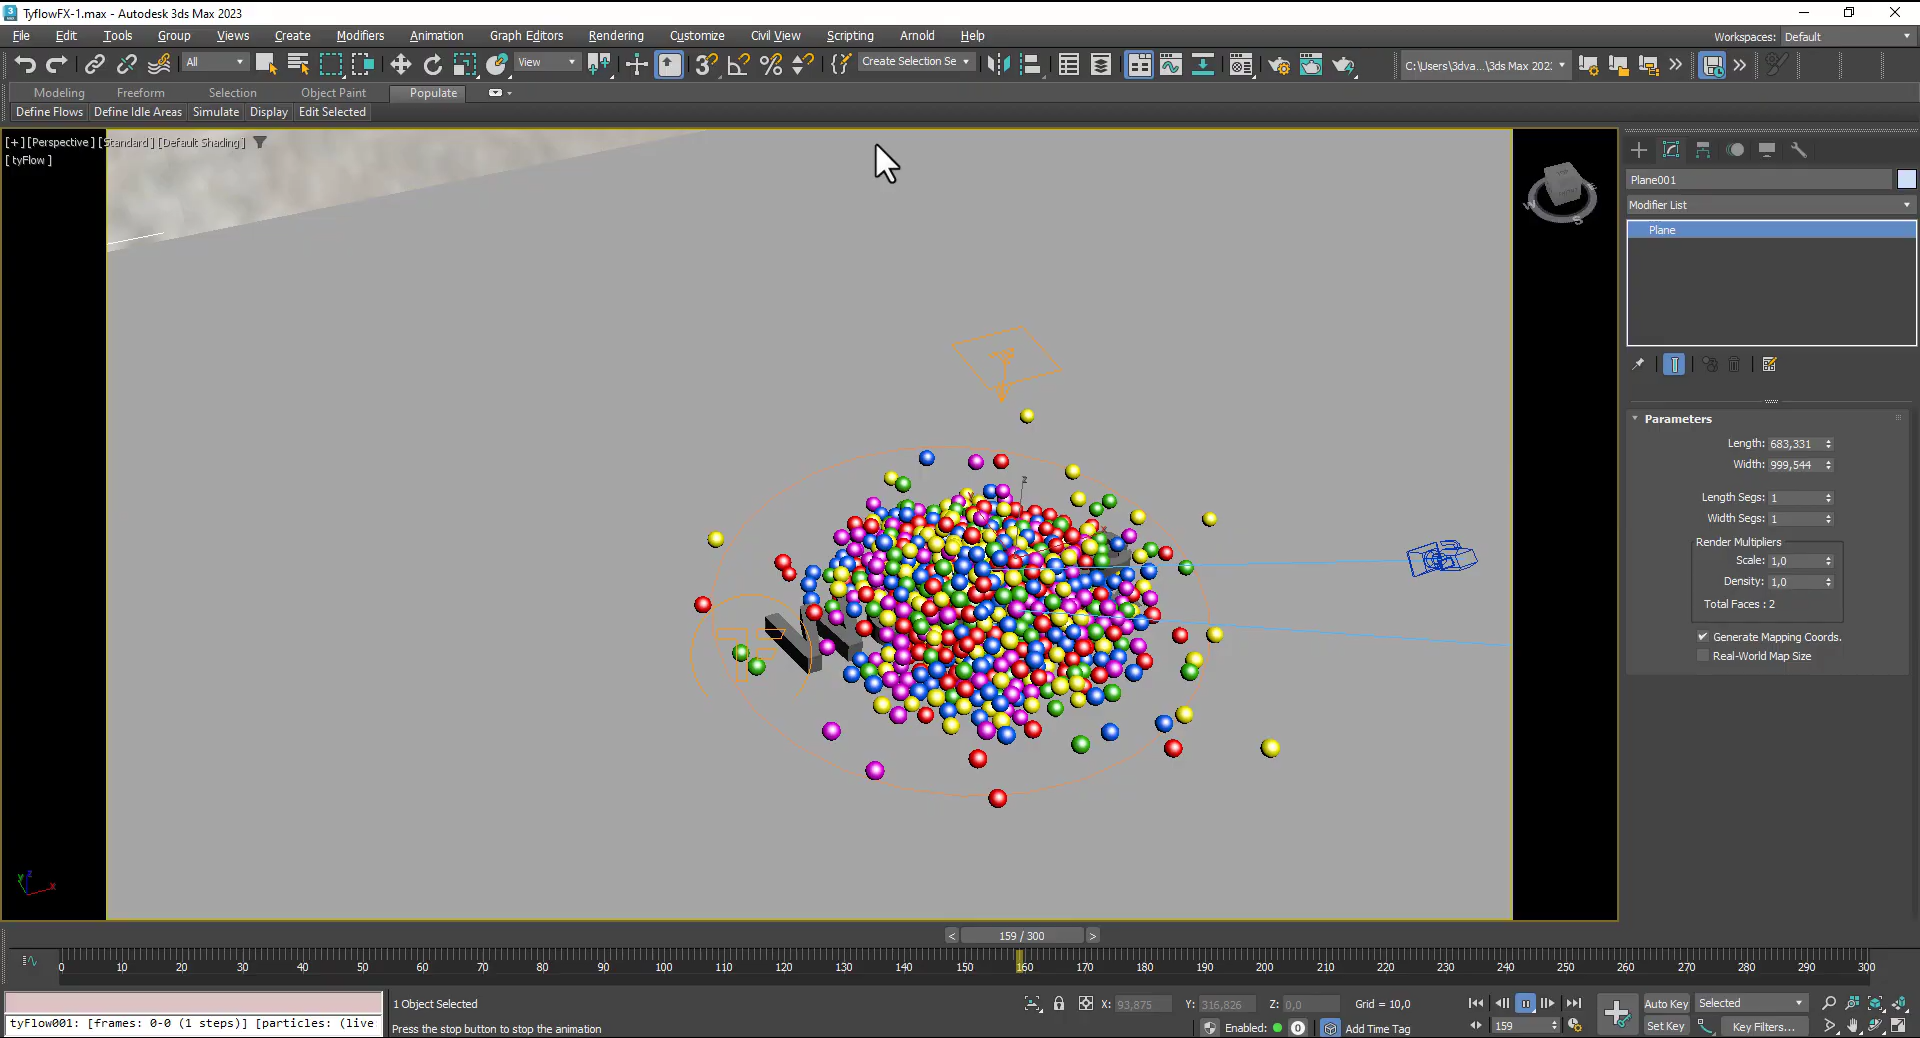 TyflowFX-1.max - Autodesk 3ds Max 2023
File Edit Tools Group Views Create Modifiers Animation Graph Editors Rendering Customize Civil View Scripting Arnold Help
Workspaces: Default
All View Create Selection Se C:\Users\3dva...\3ds Max 202:
Modeling Freeform Selection Object Paint Populate
Define Flows Define Idle Areas Simulate Display Edit Selected
[+] [Perspective ] [Standard ] [Default Shading ]
[ tyFlow ]
Plane001
Modifier List
Plane
Parameters
Length: 683,331
Width: 999,544
Length Segs: 1
Width Segs: 1
Render Multipliers
Scale: 1,0
Density: 1,0
Total Faces : 2
Generate Mapping Coords.
Real-World Map Size
z
W
S
y z x
< 159 / 300 >
0 10 20 30 40 50 60 70 80 90 100 110 120 130 140 150 160 170 180 190 200 210 220 230 240 250 260 270 280 290 300
1 Object Selected
X: 93,875 Y: 316,826 Z: 0,0 Grid = 10,0
Auto Key Selected
tyFlow001: [frames: 0-0 (1 steps)] [particles: (live
Press the stop button to stop the animation
Enabled: 0 Add Time Tag
159
Set Key Key Filters...